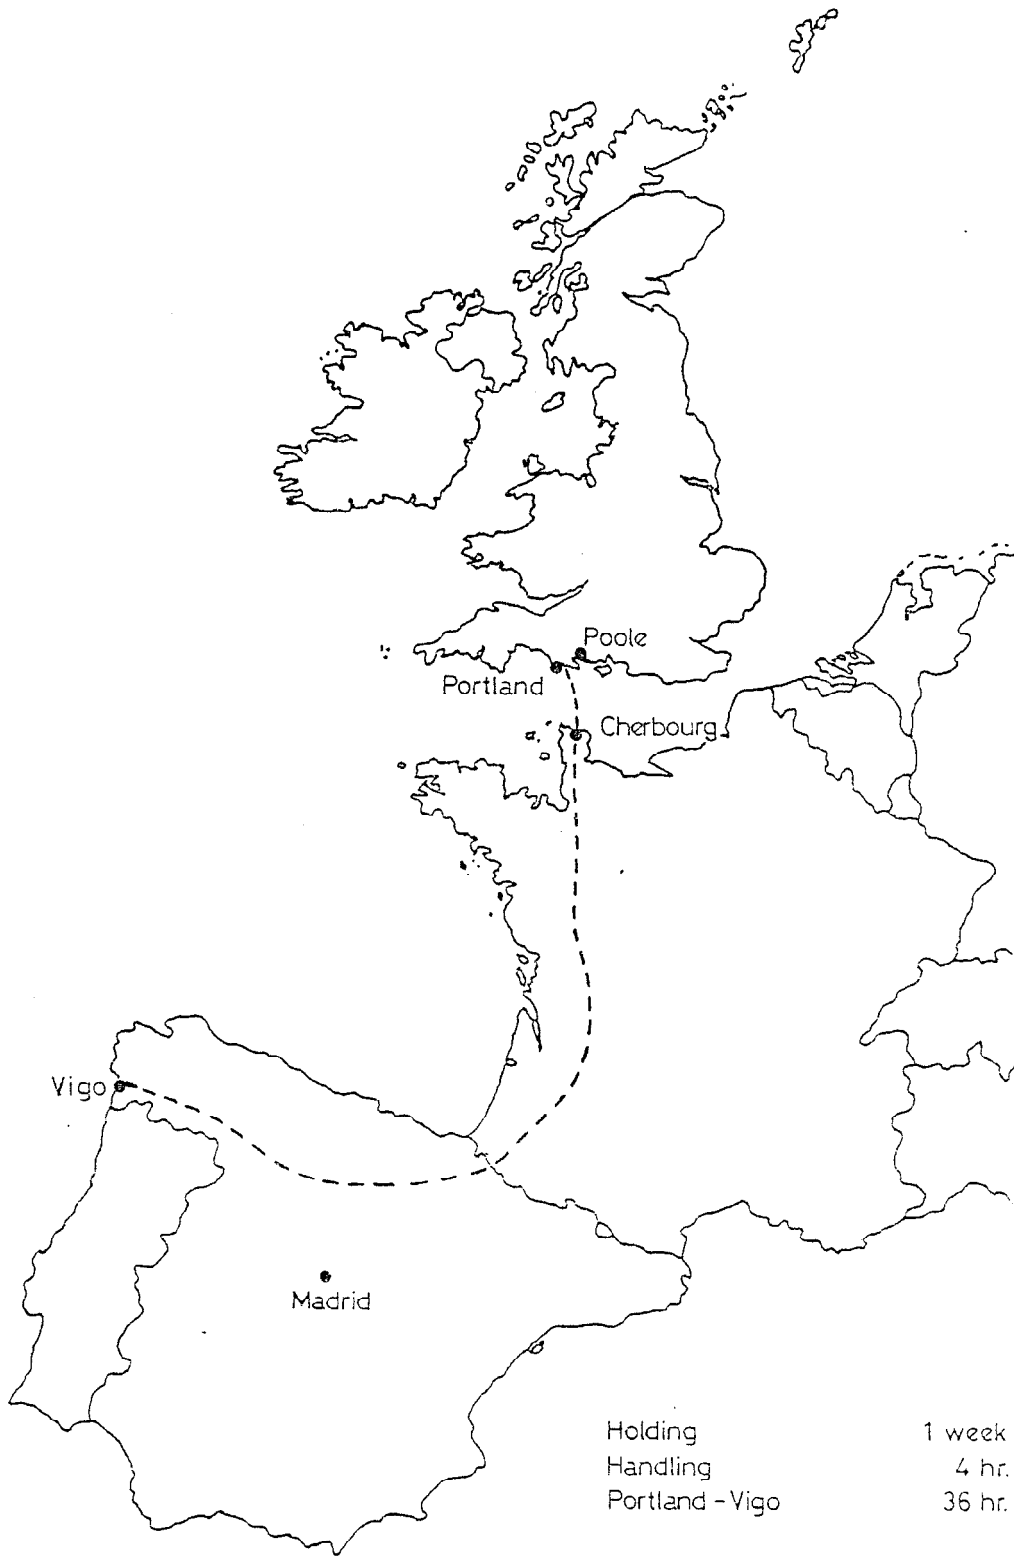 Poole
Portland
Cherbourg
Vigo
Madrid
Holding 1 week
Handling 4 hr.
Portland - Vigo 36 hr.